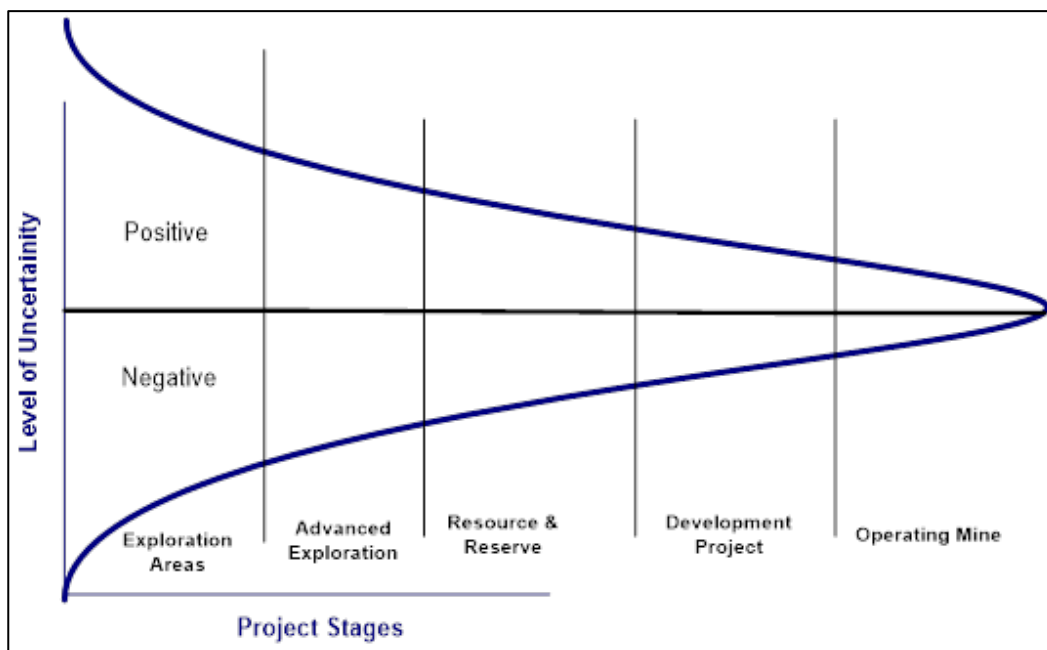 Level of Uncertainity
Positive
Negative
Exploration
Areas
Advanced
Exploration
Resource &
Reserve
Development
Project
Operating Mine
Project Stages